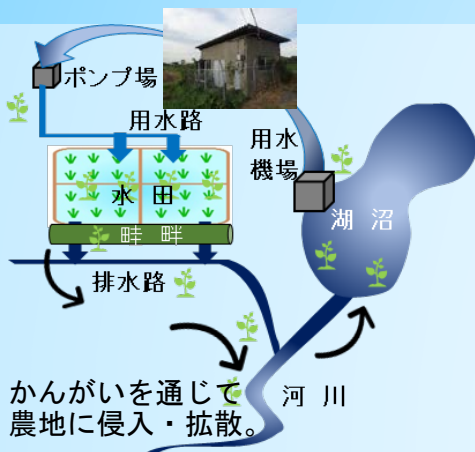 ポンプ場
用水路
用水
機場
水 田
湖 沼
畦 畔
排水路
河 川
かんがいを通じて
農地に侵入・拡散。